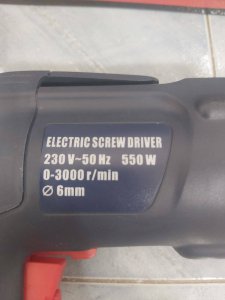 ELECTRIC SCREW DRIVER
230 V~50 Hz 550 W
0-3000 r/min
∅ 6mm